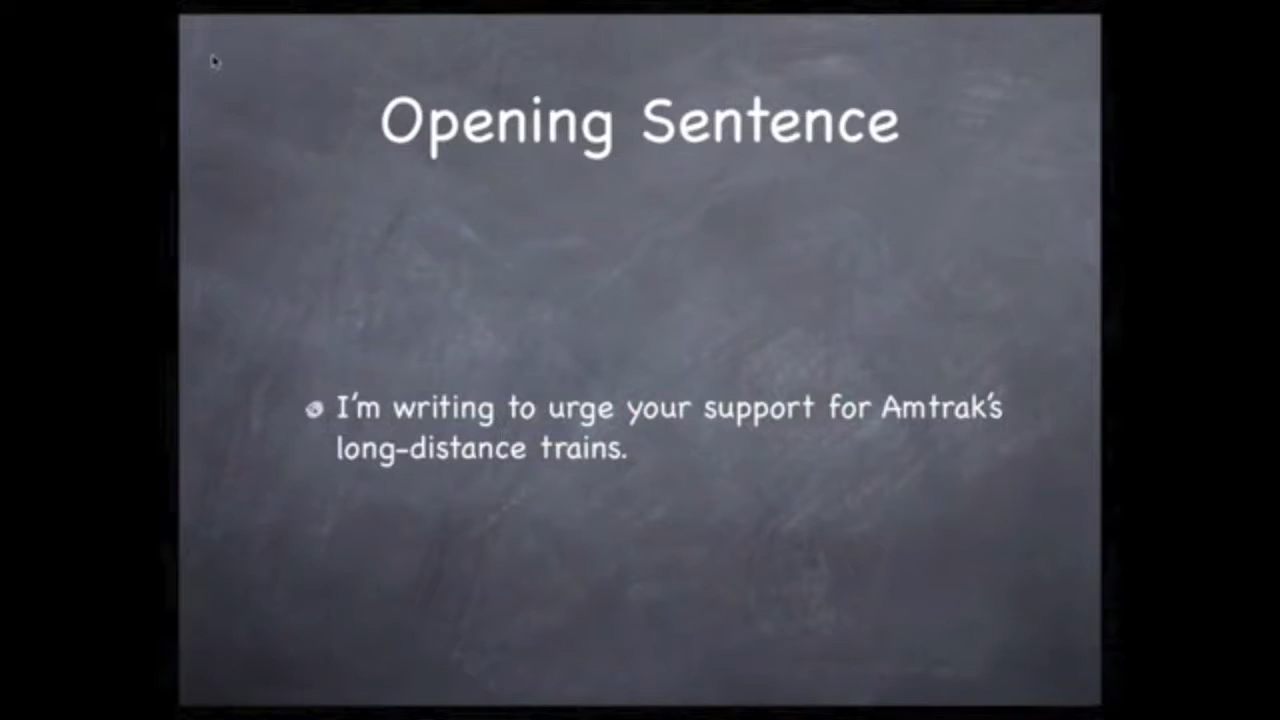 Opening Sentence
I'm writing to urge your support for Amtrak's
long-distance trains.